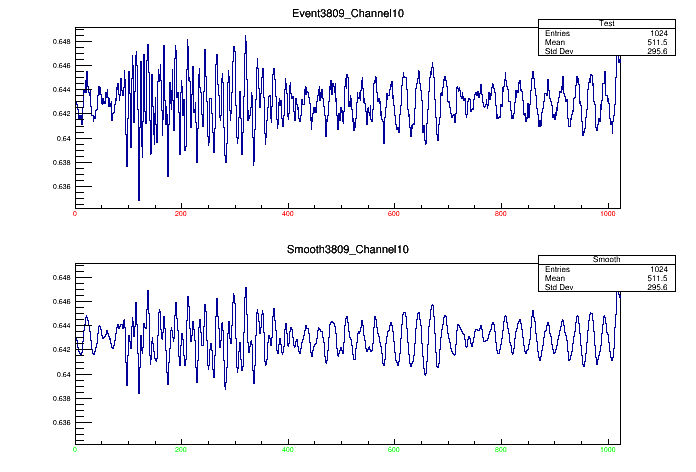 Event3809_Channel10
Test
Entries 1024
Mean 511.5
Std Dev 295.6
0.648
0.646
0.644
0.642
0.64
0.638
0.636
0 200 400 600 800 1000
Smooth3809_Channel10
Smooth
Entries 1024
Mean 511.5
Std Dev 295.6
0.648
0.646
0.644
0.642
0.64
0.638
0.636
0 200 400 600 800 1000